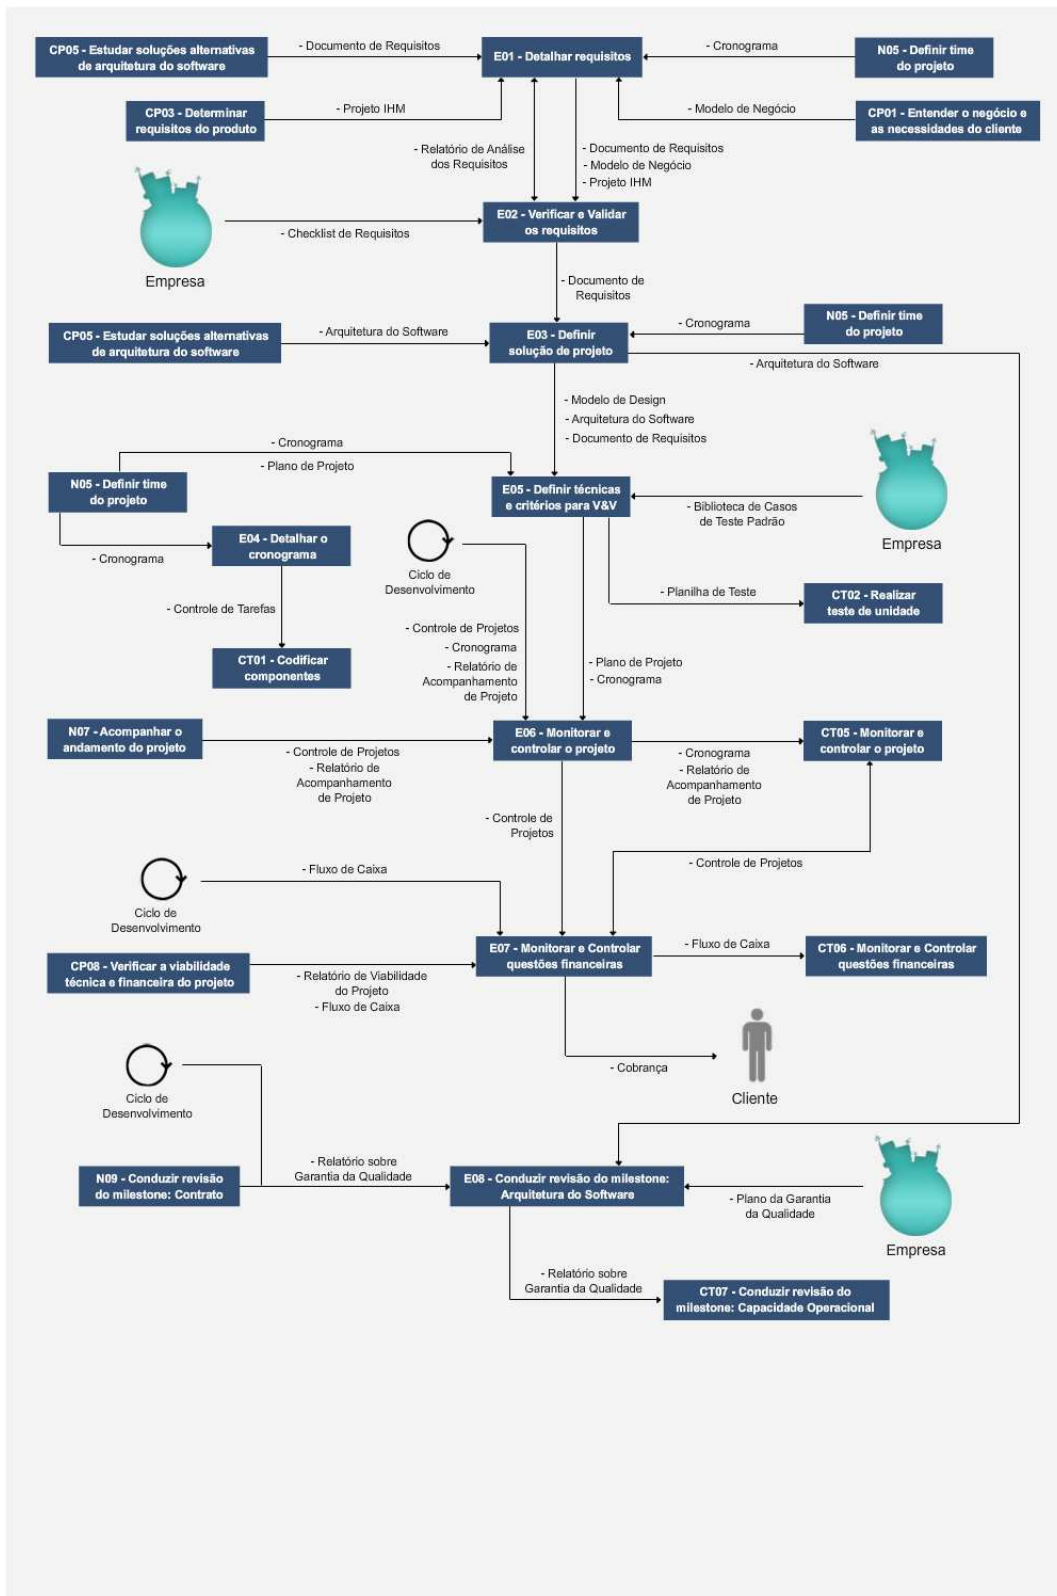 CP05 - Estudar soluções alternativas
de arquitetura do software
- Documento de Requisitos
E01 - Detalhar requisitos
- Cronograma
N05 - Definir time
do projeto
CP03 - Determinar
requisitos do produto
- Projeto IHM
- Modelo de Negócio
CP01 - Entender o negócio e
as necessidades do cliente
- Relatório de Análise
dos Requisitos
- Documento de Requisitos
- Modelo de Negócio
- Projeto IHM
Empresa
- Checklist de Requisitos
E02 - Verificar e Validar
os requisitos
- Documento de
Requisitos
CP05 - Estudar soluções alternativas
de arquitetura do software
- Arquitetura do Software
E03 - Definir
solução de projeto
- Cronograma
N05 - Definir time
do projeto
- Arquitetura do Software
- Modelo de Design
- Arquitetura do Software
- Documento de Requisitos
- Cronograma
- Plano de Projeto
N05 - Definir time
do projeto
E05 - Definir técnicas
e critérios para V&V
- Biblioteca de Casos
de Teste Padrão
Empresa
- Cronograma
E04 - Detalhar o
cronograma
Ciclo de
Desenvolvimento
- Planilha de Teste
CT02 - Realizar
teste de unidade
- Controle de Tarefas
CT01 - Codificar
componentes
- Controle de Projetos
- Cronograma
- Relatório de
Acompanhamento
de Projeto
- Plano de Projeto
- Cronograma
N07 - Acompanhar o
andamento do projeto
- Controle de Projetos
- Relatório de
Acompanhamento
de Projeto
E06 - Monitorar e
controlar o projeto
- Cronograma
- Relatório de
Acompanhamento
de Projeto
CT05 - Monitorar e
controlar o projeto
- Controle de
Projetos
- Controle de Projetos
Ciclo de
Desenvolvimento
- Fluxo de Caixa
CP08 - Verificar a viabilidade
técnica e financeira do projeto
- Relatório de Viabilidade
do Projeto
- Fluxo de Caixa
E07 - Monitorar e Controlar
questões financeiras
- Fluxo de Caixa
CT06 - Monitorar e Controlar
questões financeiras
- Cobrança
Cliente
Ciclo de
Desenvolvimento
N09 - Conduzir revisão
do milestone: Contrato
- Relatório sobre
Garantia da Qualidade
E08 - Conduzir revisão do milestone:
Arquitetura do Software
- Plano da Garantia
da Qualidade
Empresa
- Relatório sobre
Garantia da Qualidade
CT07 - Conduzir revisão do
milestone: Capacidade Operacional